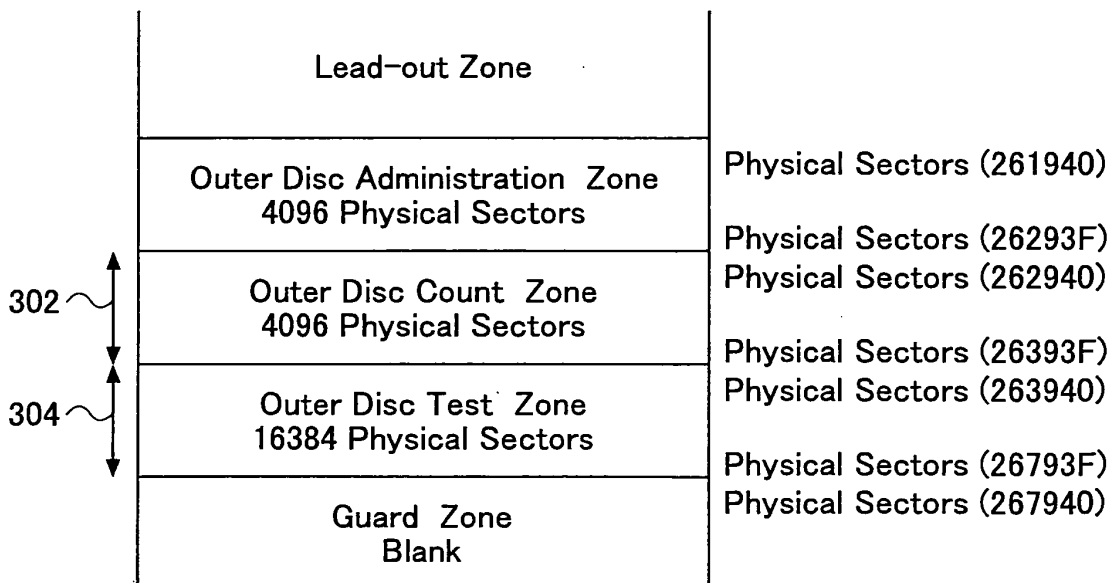 Lead-out Zone
Outer Disc Administration Zone
4096 Physical Sectors
Physical Sectors (261940)
Physical Sectors (26293F)
302
Outer Disc Count Zone
4096 Physical Sectors
Physical Sectors (262940)
Physical Sectors (26393F)
304
Outer Disc Test Zone
16384 Physical Sectors
Physical Sectors (263940)
Physical Sectors (26793F)
Guard Zone
Blank
Physical Sectors (267940)